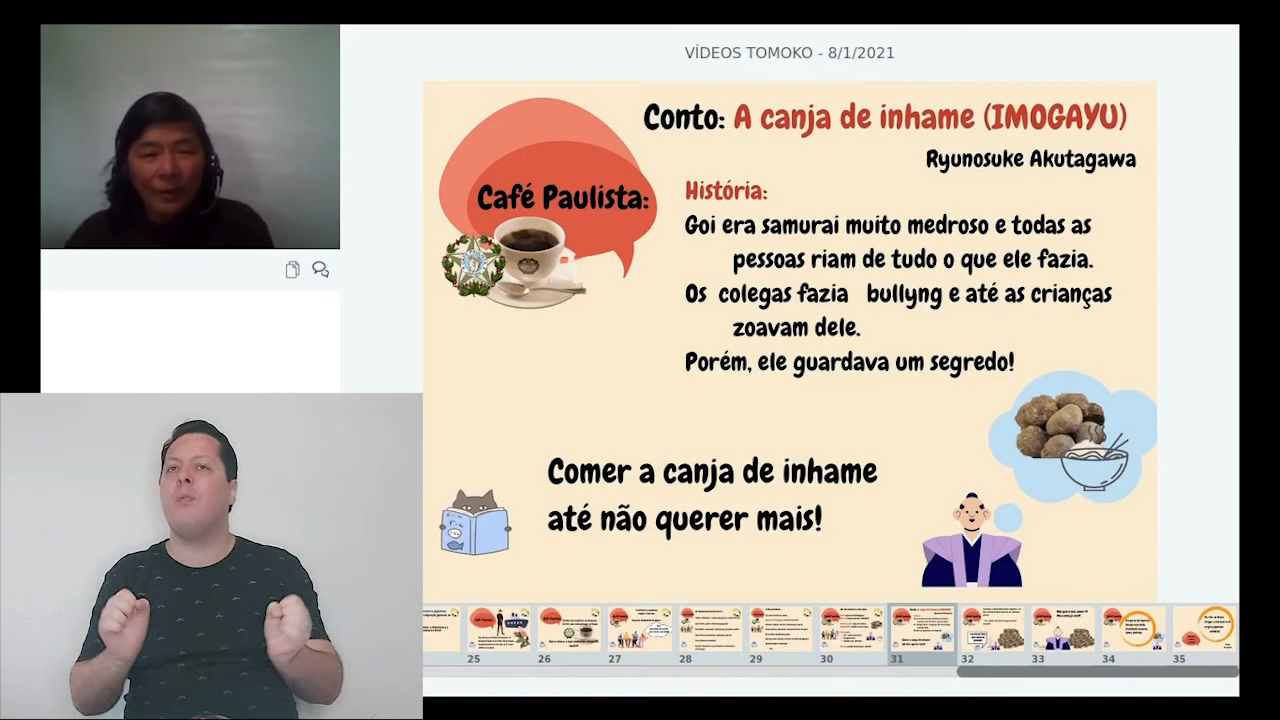 VÍDEOS TOMOKO - 8/1/2021
Conto: A canja de inhame (IMOGAYU)
Ryunosuke Akutagawa
Café Paulista:
História:
Goi era samurai muito medroso e todas as
pessoas riam de tudo o que ele fazia.
Os colegas fazia bullyng e até as crianças
zoavam dele.
Porém, ele guardava um segredo!
Comer a canja de inhame
até não querer mais!
25 26 27 28 29 30 31 32 33 34 35